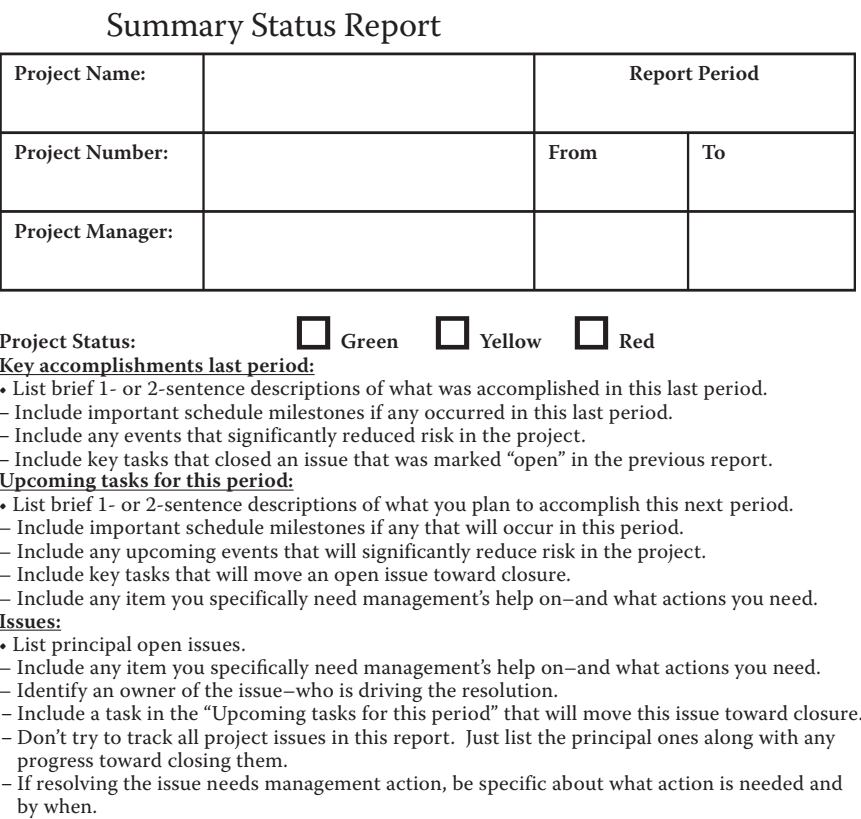 Summary Status Report
Project Name:
Report Period
Project Number:
From
To
Project Manager:
Project Status: Green Yellow Red
Key accomplishments last period:
• List brief 1- or 2-sentence descriptions of what was accomplished in this last period.
– Include important schedule milestones if any occurred in this last period.
– Include any events that significantly reduced risk in the project.
– Include key tasks that closed an issue that was marked “open” in the previous report.
Upcoming tasks for this period:
• List brief 1- or 2-sentence descriptions of what you plan to accomplish this next period.
– Include important schedule milestones if any that will occur in this period.
– Include any upcoming events that will significantly reduce risk in the project.
– Include key tasks that will move an open issue toward closure.
– Include any item you specifically need management’s help on–and what actions you need.
Issues:
• List principal open issues.
– Include any item you specifically need management’s help on–and what actions you need.
– Identify an owner of the issue–who is driving the resolution.
– Include a task in the “Upcoming tasks for this period” that will move this issue toward closure.
– Don’t try to track all project issues in this report. Just list the principal ones along with any
progress toward closing them.
– If resolving the issue needs management action, be specific about what action is needed and
by when.